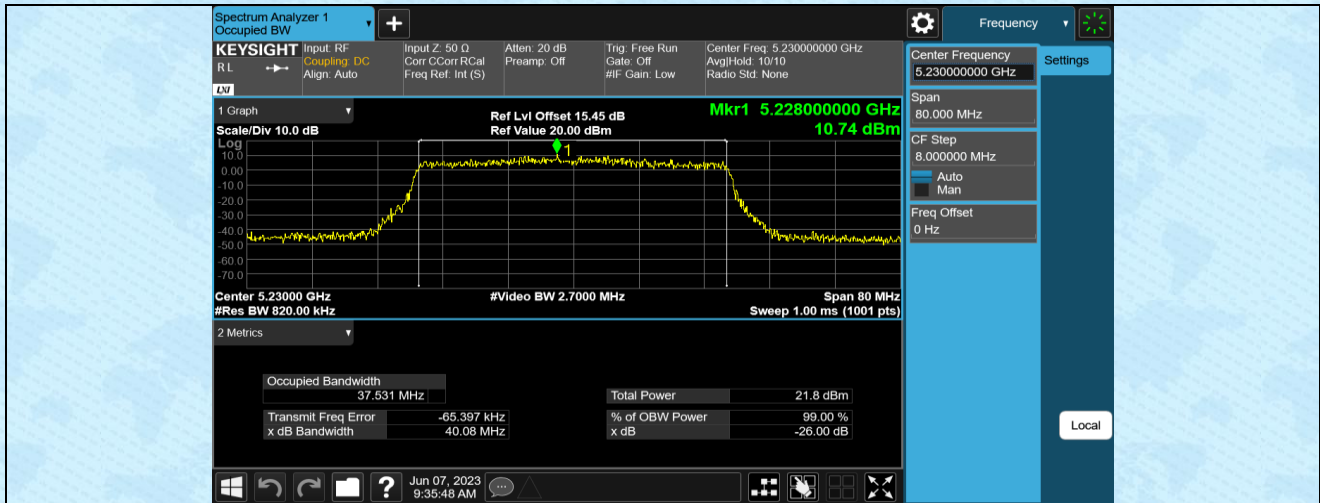 Spectrum Analyzer 1
Occupied BW
Frequency
KEYSIGHT
R L
LXI
Input: RF
Coupling: DC
Align: Auto
Input Z: 50 Ω
Corr CCorr RCal
Freq Ref: Int (S)
Atten: 20 dB
Preamp: Off
Trig: Free Run
Gate: Off
#IF Gain: Low
Center Freq: 5.230000000 GHz
Avg|Hold: 10/10
Radio Std: None
1 Graph
Scale/Div 10.0 dB
Ref Lvl Offset 15.45 dB
Ref Value 20.00 dBm
Mkr1 5.228000000 GHz
10.74 dBm
Log
10.0
0.00
-10.0
-20.0
-30.0
-40.0
-50.0
-60.0
-70.0
1
Center 5.23000 GHz
#Res BW 820.00 kHz
#Video BW 2.7000 MHz
Span 80 MHz
Sweep 1.00 ms (1001 pts)
2 Metrics
Occupied Bandwidth
37.531 MHz
Transmit Freq Error -65.397 kHz
x dB Bandwidth 40.08 MHz
Total Power 21.8 dBm
% of OBW Power 99.00 %
x dB -26.00 dB
Center Frequency
5.230000000 GHz
Span
80.000 MHz
CF Step
8.000000 MHz
Auto
Man
Freq Offset
0 Hz
Settings
Local
?
Jun 07, 2023
9:35:48 AM